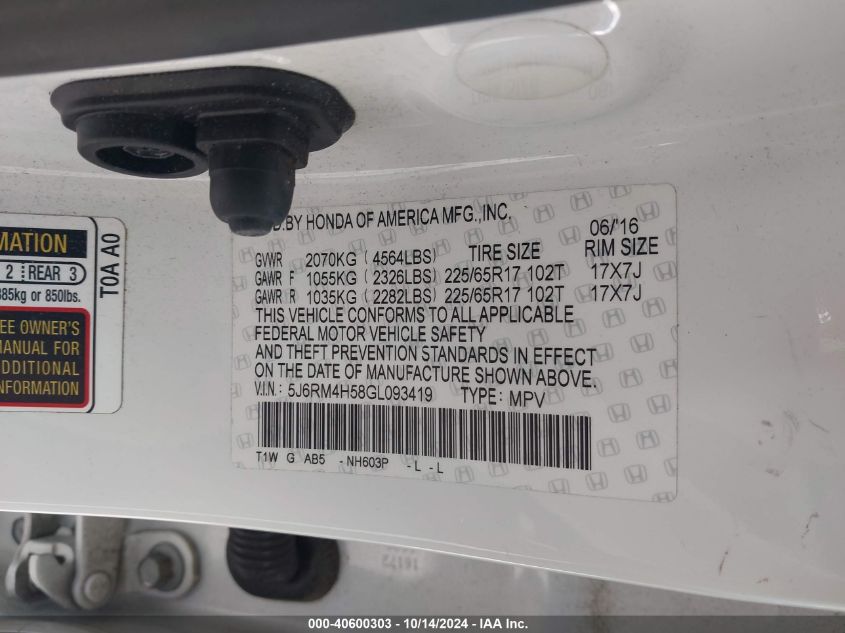 MATION
2 REAR 3
385kg or 850lbs.
EE OWNER'S
MANUAL FOR
ADDITIONAL
INFORMATION
T0A A0
D.BY HONDA OF AMERICA MFG.,INC. 06/'16
GVWR 2070KG (4564LBS) TIRE SIZE RIM SIZE
GAWR F 1055KG (2326LBS) 225/65R17 102T 17X7J
GAWR R 1035KG (2282LBS) 225/65R17 102T 17X7J
THIS VEHICLE CONFORMS TO ALL APPLICABLE
FEDERAL MOTOR VEHICLE SAFETY
AND THEFT PREVENTION STANDARDS IN EFFECT
ON THE DATE OF MANUFACTURE SHOWN ABOVE.
V.I.N.: 5J6RM4H58GL093419 TYPE: MPV
T1W G AB5 - NH603P - L - L
16172
000-40600303 - 10/14/2024 - IAA Inc.